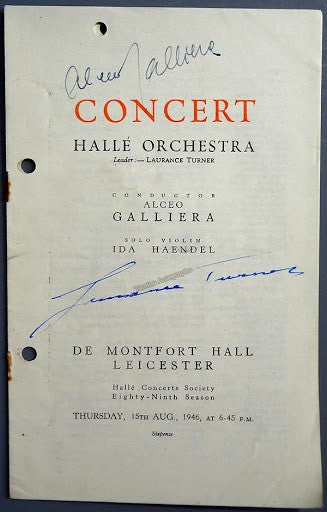 Alceo Galliera
CONCERT
HALLÉ ORCHESTRA
Leader:— LAURANCE TURNER
CONDUCTOR
ALCEO
GALLIERA
SOLO VIOLIN
IDA HAENDEL
Laurance Turner
DE MONTFORT HALL
LEICESTER
Hallé Concerts Society
Eighty-Ninth Season
THURSDAY, 15TH AUG., 1946, AT 6-45 P.M.
Sixpence